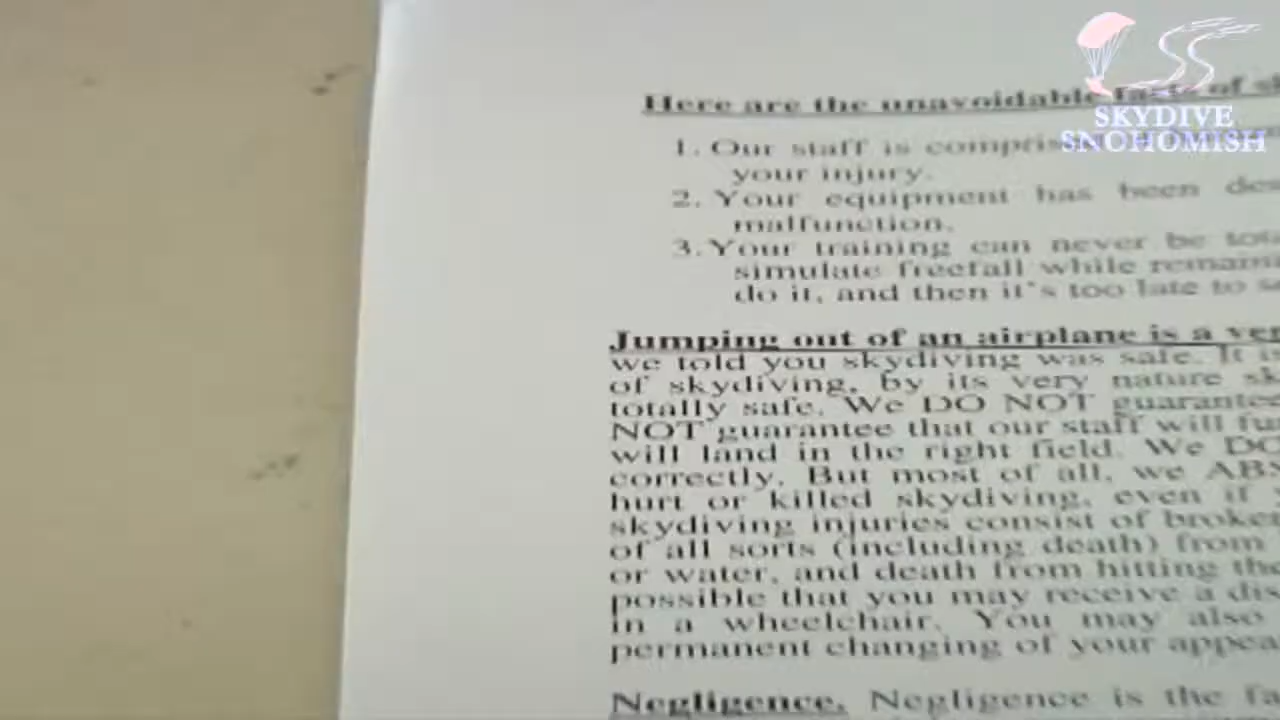 SKYDIVE
SNOHOMISH
Here are the unavoidable facts of
1. Our staff is
your injury.
2. Your equipment has been
malfunction.
3. Your training can never be
simulate freefall while
do it, and then it's too late to
Jumping out of an airplane is a
we told you skydiving was safe. It
of skydiving, by its very nature
totally safe. We DO NOT guarantee
NOT guarantee that our staff will
will land in the right field. We
correctly. But most of all, we
hurt or killed skydiving, even if
skydiving injuries consist of
of all sorts (including death) from
or water, and death from hitting
possible that you may receive a
in a wheelchair. You may also
permanent changing of your
Negligence. Negligence is the